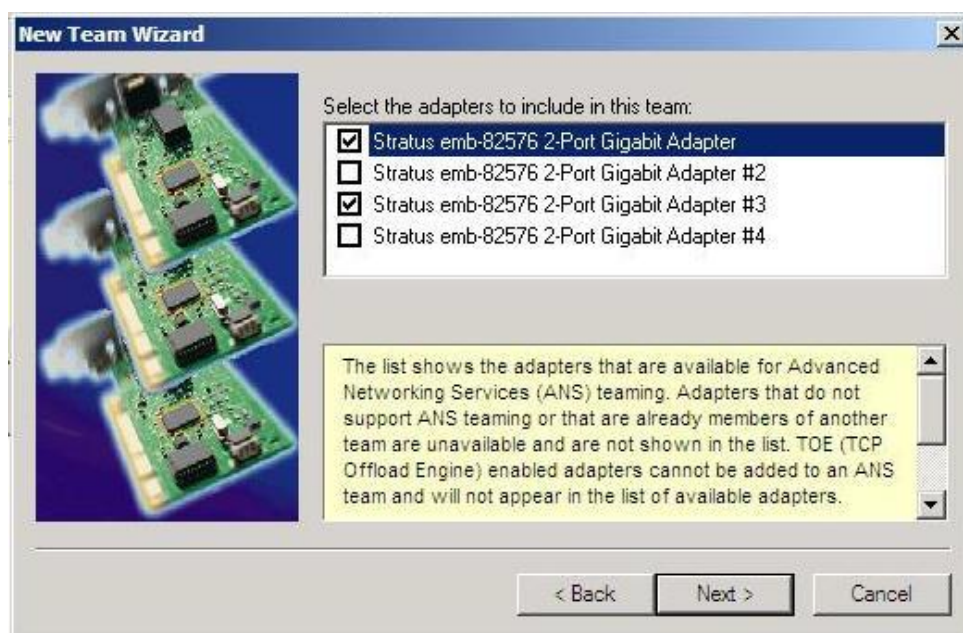 New Team Wizard
Select the adapters to include in this team:
Stratus emb-82576 2-Port Gigabit Adapter
Stratus emb-82576 2-Port Gigabit Adapter #2
Stratus emb-82576 2-Port Gigabit Adapter #3
Stratus emb-82576 2-Port Gigabit Adapter #4
The list shows the adapters that are available for Advanced
Networking Services (ANS) teaming. Adapters that do not
support ANS teaming or that are already members of another
team are unavailable and are not shown in the list. TOE (TCP
Offload Engine) enabled adapters cannot be added to an ANS
team and will not appear in the list of available adapters.
< Back
Next >
Cancel